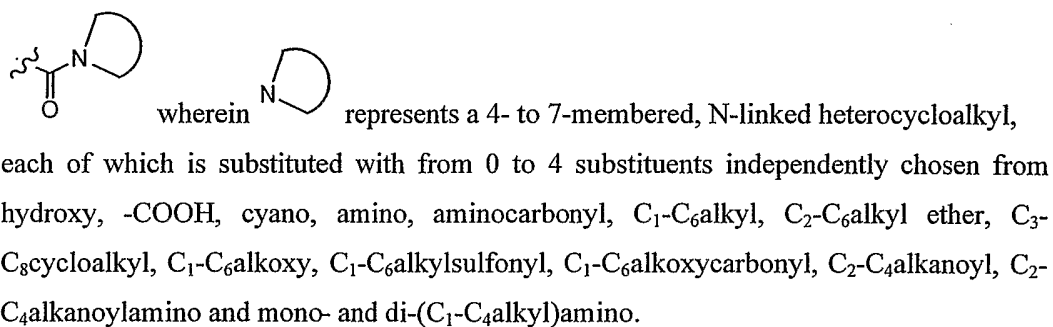 N
O
wherein N represents a 4- to 7-membered, N-linked heterocycloalkyl,
each of which is substituted with from 0 to 4 substituents independently chosen from
hydroxy, -COOH, cyano, amino, aminocarbonyl, C₁-C₆alkyl, C₂-C₆alkyl ether, C₃-
C₈cycloalkyl, C₁-C₆alkoxy, C₁-C₆alkylsulfonyl, C₁-C₆alkoxycarbonyl, C₂-C₄alkanoyl, C₂-
C₄alkanoylamino and mono- and di-(C₁-C₄alkyl)amino.